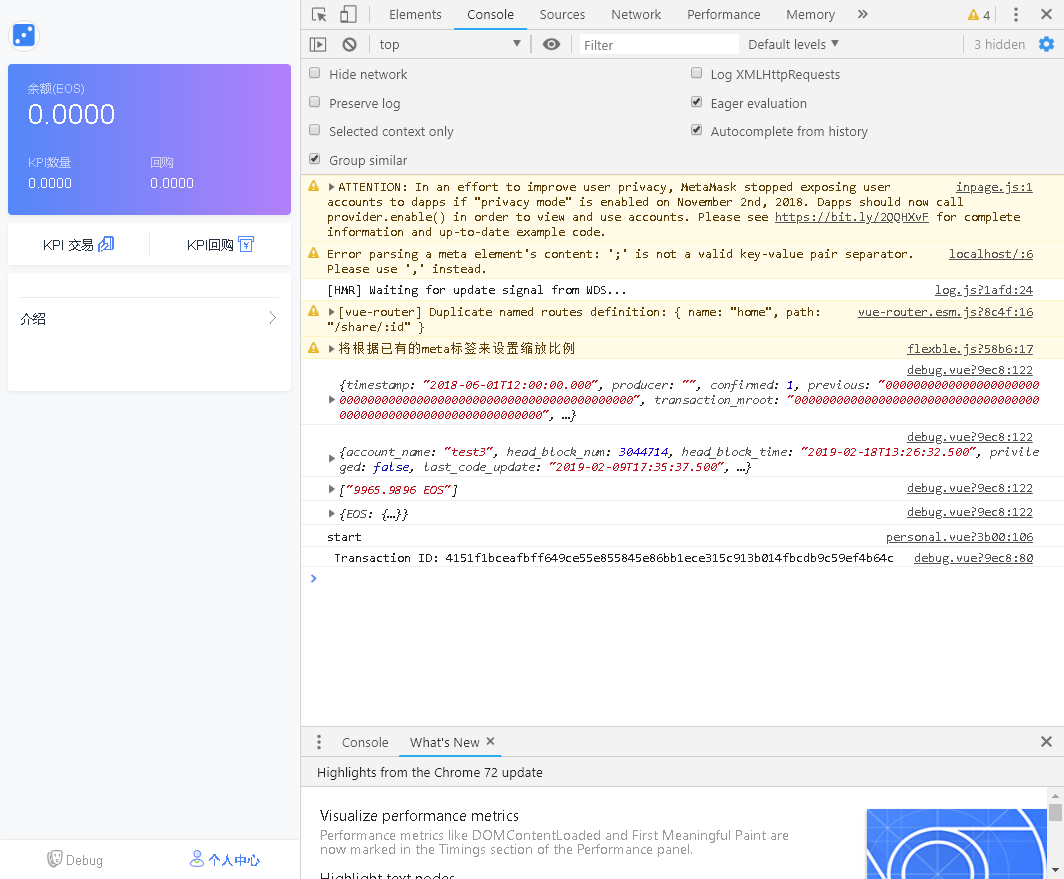 Elements Console Sources Network Performance Memory » 4
top Filter Default levels 3 hidden
余额(EOS)
0.0000
KPI数量 回购
0.0000 0.0000
KPI 交易 KPI回购
介绍
Debug 个人中心
Hide network Log XMLHttpRequests
Preserve log Eager evaluation
Selected context only Autocomplete from history
Group similar
ATTENTION: In an effort to improve user privacy, MetaMask stopped exposing user inpage.js:1
accounts to dapps if "privacy mode" is enabled on November 2nd, 2018. Dapps should now call
provider.enable() in order to view and use accounts. Please see https://bit.ly/2QQHXvF for complete
information and up-to-date example code.
Error parsing a meta element's content: ';' is not a valid key-value pair separator. localhost/:6
Please use ',' instead.
[HMR] Waiting for update signal from WDS... log.js?1afd:24
[vue-router] Duplicate named routes definition: { name: "home", path: vue-router.esm.js?8c4f:16
"/share/:id" }
将根据已有的meta标签来设置缩放比例 flexble.js?58b6:17
debug.vue?9ec8:122
{timestamp: "2018-06-01T12:00:00.000", producer: "", confirmed: 1, previous: "0000000000000000000000
000000000000000000000000000000000000000000", transaction_mroot: "00000000000000000000000000000000000
00000000000000000000000000000", …}
debug.vue?9ec8:122
{account_name: "test3", head_block_num: 3044714, head_block_time: "2019-02-18T13:26:32.500", privile
ged: false, last_code_update: "2019-02-09T17:35:37.500", …}
["9965.9896 EOS"] debug.vue?9ec8:122
{EOS: {…}} debug.vue?9ec8:122
start personal.vue?3b00:106
Transaction ID: 4151f1bceafbff649ce55e855845e86bb1ece315c913b014fbcdb9c59ef4b64c debug.vue?9ec8:80
Console What's New
Highlights from the Chrome 72 update
Visualize performance metrics
Performance metrics like DOMContentLoaded and First Meaningful Paint are
now marked in the Timings section of the Performance panel.
Highlight text nodes